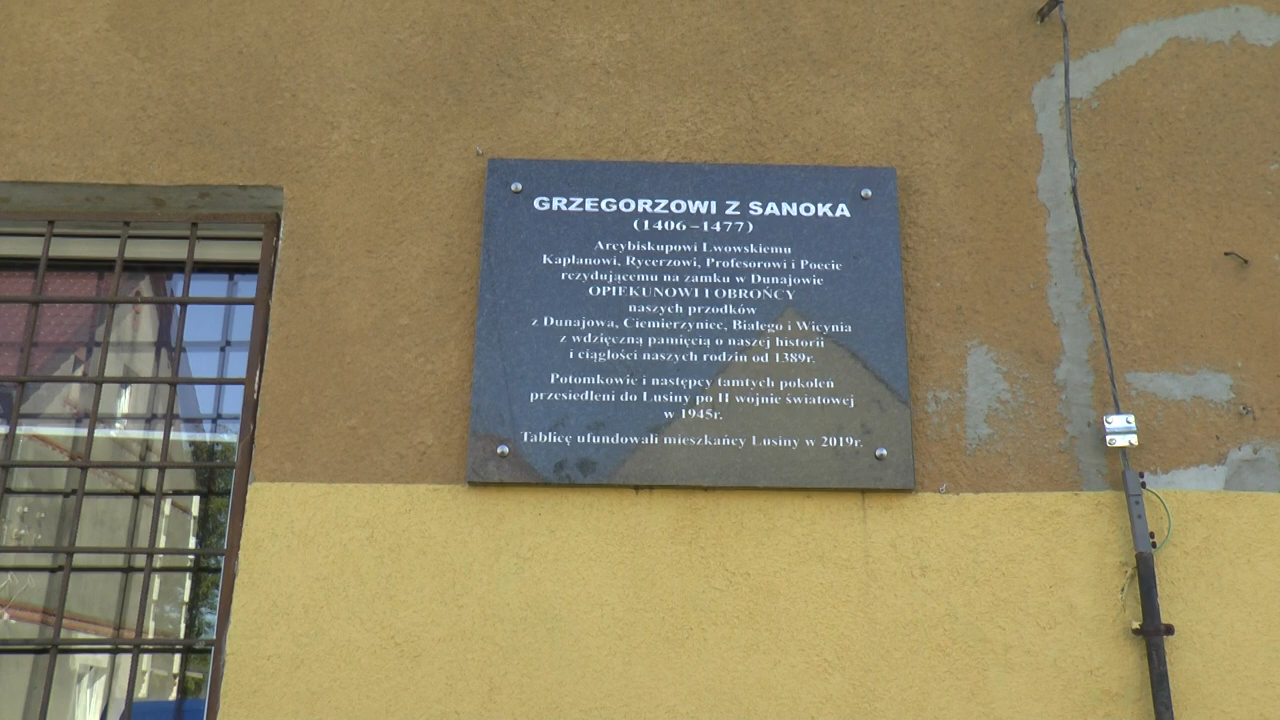 GRZEGORZOWI Z SANOKA
(1406–1477)
Arcybiskupowi Lwowskiemu
Kapłanowi, Rycerzowi, Profesorowi i Poecie
rezydującemu na zamku w Dunajowie
OPIEKUNOWI I OBROŃCY
naszych przodków
z Dunajowa, Ciemierzyniec, Białego i Wicynia
z wdzięczną pamięcią o naszej historii
i ciągłości naszych rodzin od 1389r.
Potomkowie i następcy tamtych pokoleń
przesiedleni do Lusiny po II wojnie światowej
w 1945r.
Tablicę ufundowali mieszkańcy Lusiny w 2019r.